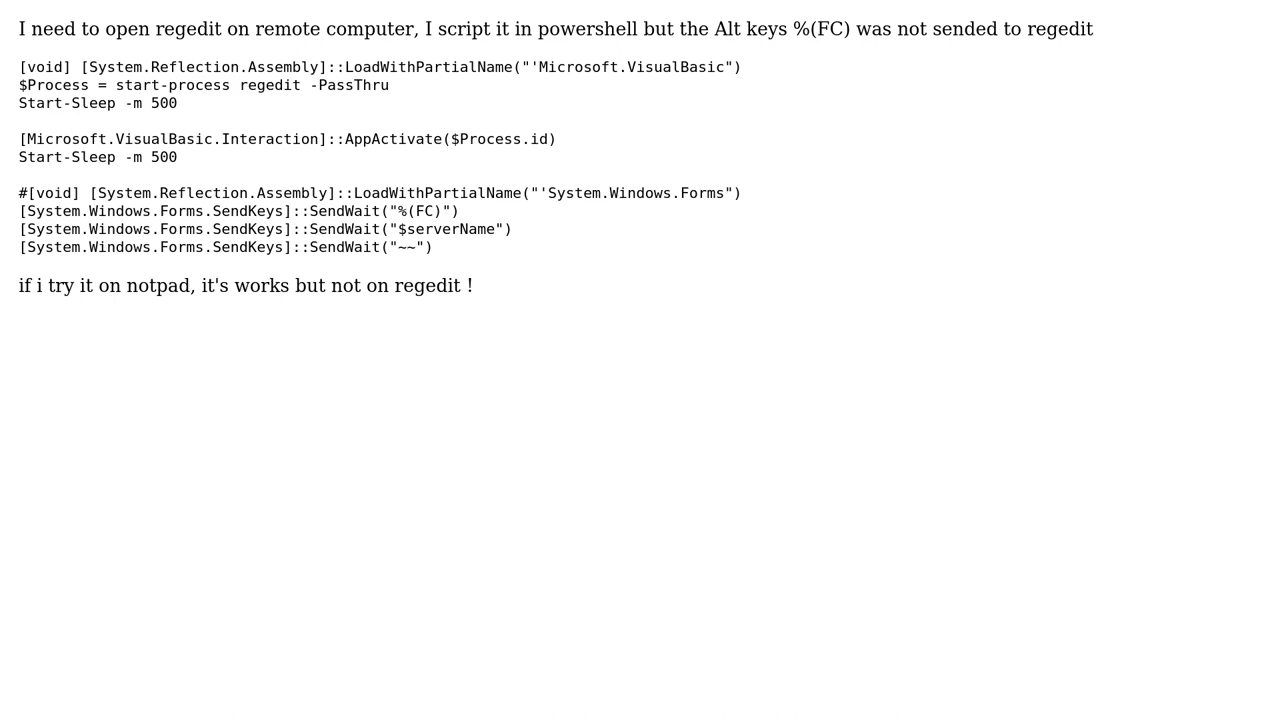 I need to open regedit on remote computer, I script it in powershell but the Alt keys %(FC) was not sended to regedit
[void] [System.Reflection.Assembly]::LoadWithPartialName("'Microsoft.VisualBasic")
$Process = start-process regedit -PassThru
Start-Sleep -m 500
[Microsoft.VisualBasic.Interaction]::AppActivate($Process.id)
Start-Sleep -m 500
#[void] [System.Reflection.Assembly]::LoadWithPartialName("'System.Windows.Forms")
[System.Windows.Forms.SendKeys]::SendWait("%(FC)")
[System.Windows.Forms.SendKeys]::SendWait("$serverName")
[System.Windows.Forms.SendKeys]::SendWait("~~")
if i try it on notpad, it's works but not on regedit !